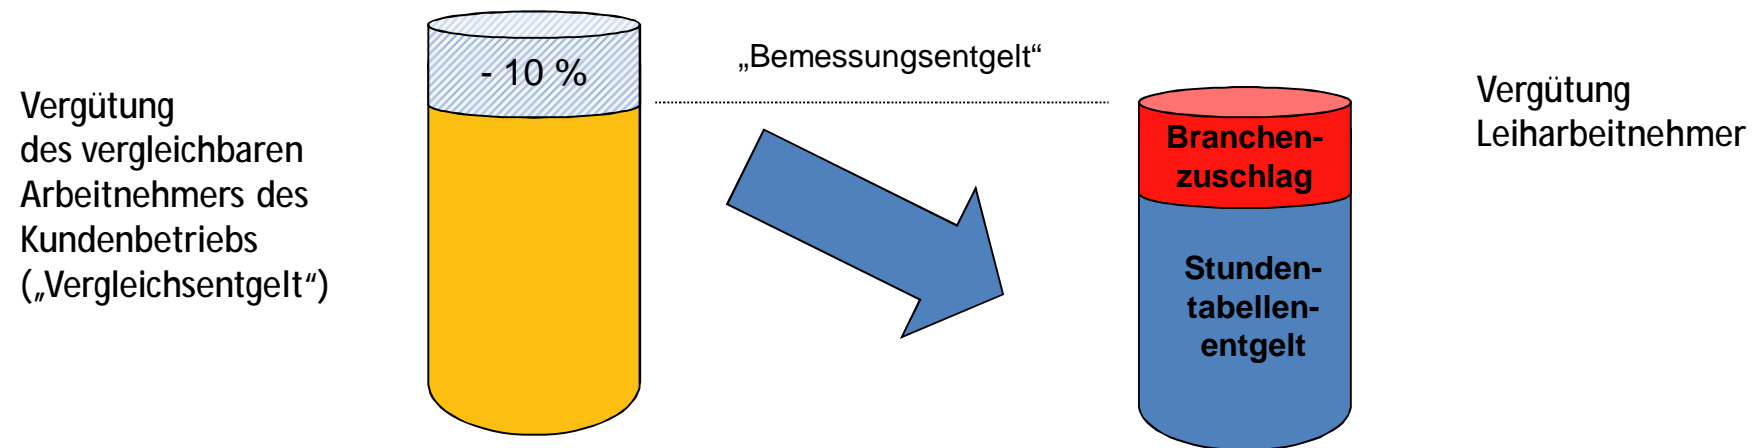 Vergütung
des vergleichbaren
Arbeitnehmers des
Kundenbetriebs
(„Vergleichsentgelt“)
- 10 %
„Bemessungsentgelt“
Branchen-
zuschlag
Stunden-
tabellen-
entgelt
Vergütung
Leiharbeitnehmer